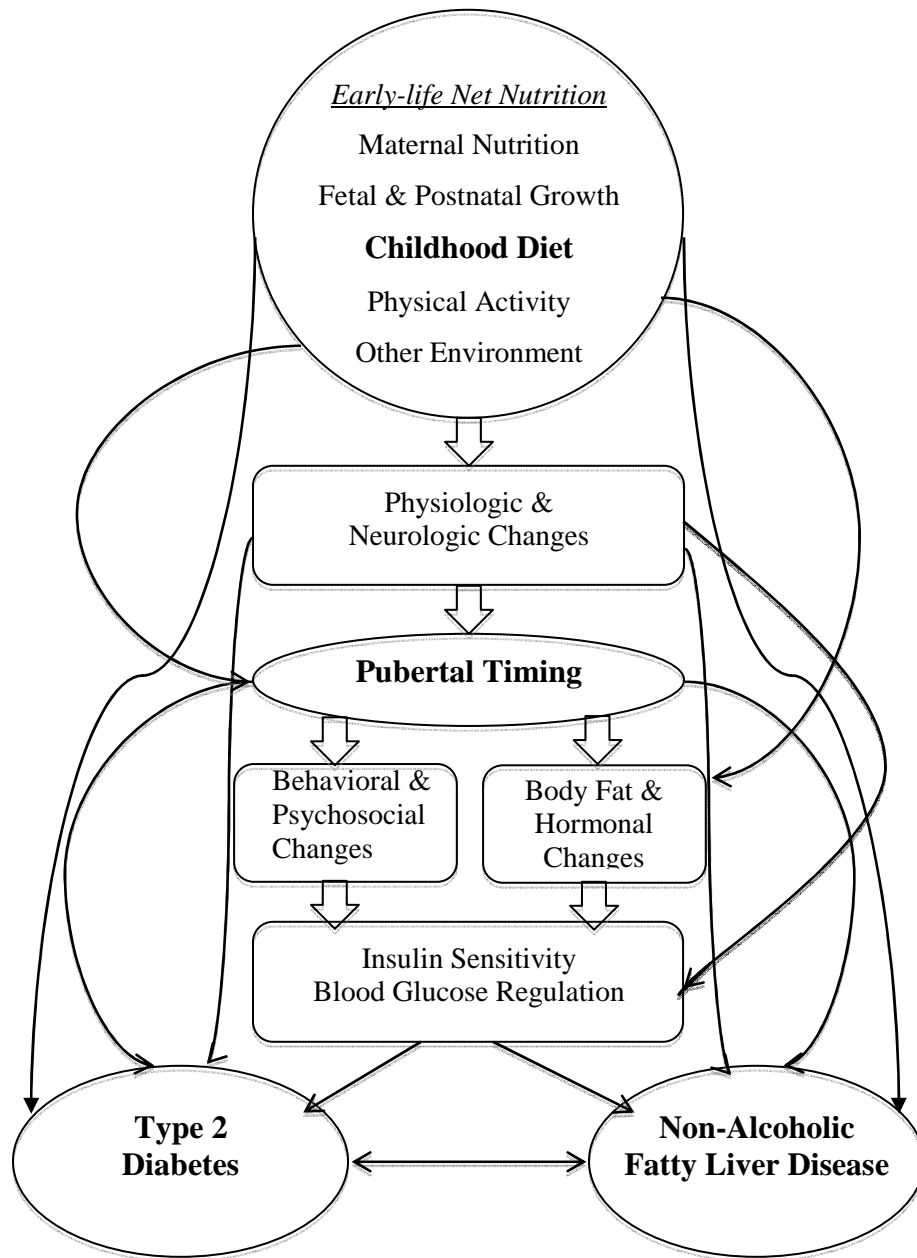 Early-life Net Nutrition
Maternal Nutrition
Fetal & Postnatal Growth
Childhood Diet
Physical Activity
Other Environment
Physiologic &
Neurologic Changes
Pubertal Timing
Behavioral &
Psychosocial
Changes
Body Fat &
Hormonal
Changes
Insulin Sensitivity
Blood Glucose Regulation
Type 2
Diabetes
Non-Alcoholic
Fatty Liver Disease